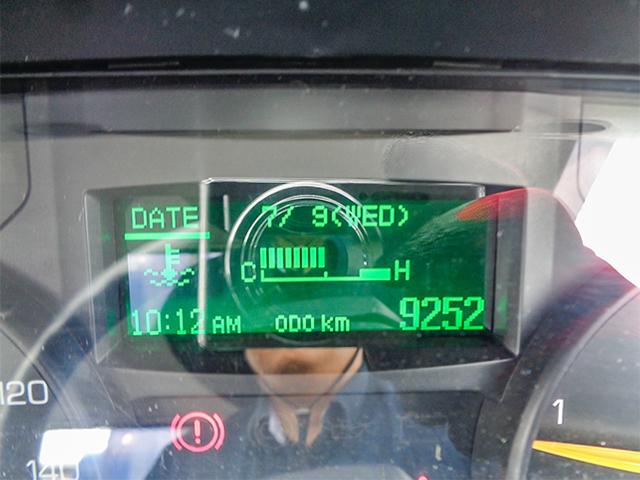 DATE 7/ 9(WED)
C H
10:12 AM ODO km 9252
120
140
1